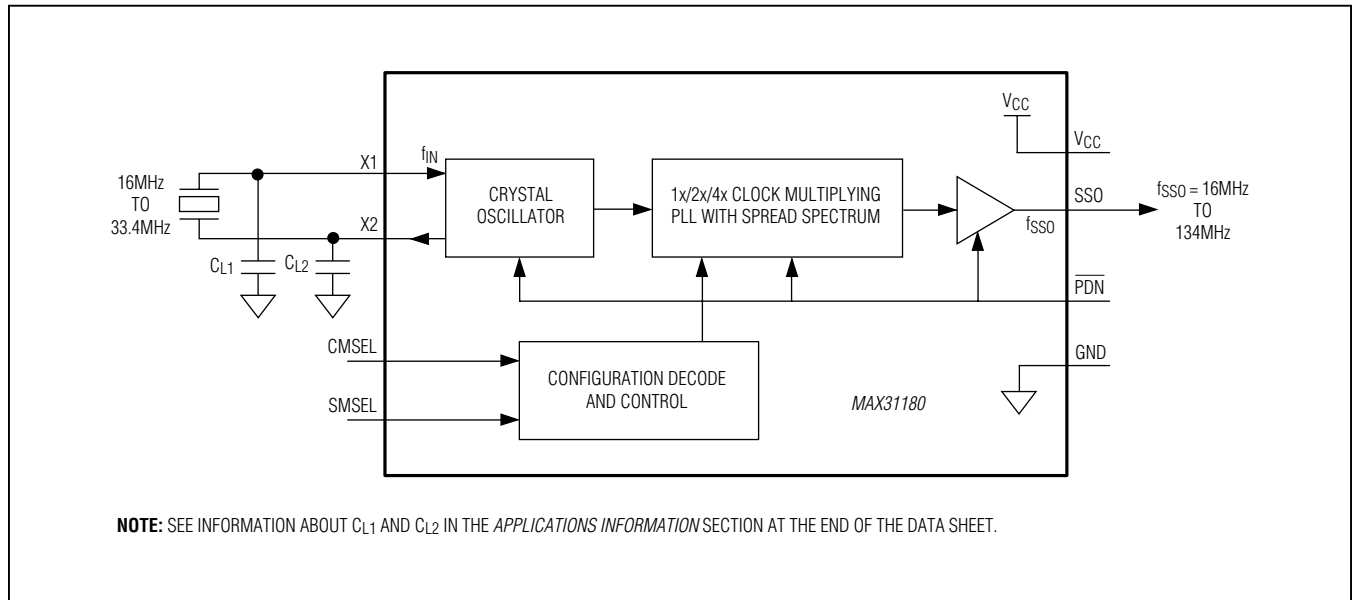 VCC
VCC
X1
fIN
16MHz
TO
33.4MHz
CRYSTAL
OSCILLATOR
1x/2x/4x CLOCK MULTIPLYING
PLL WITH SPREAD SPECTRUM
SSO
fSSO
fSSO = 16MHz
TO
134MHz
X2
CL1
CL2
PDN
CMSEL
SMSEL
CONFIGURATION DECODE
AND CONTROL
MAX31180
GND
NOTE: SEE INFORMATION ABOUT CL1 AND CL2 IN THE APPLICATIONS INFORMATION SECTION AT THE END OF THE DATA SHEET.